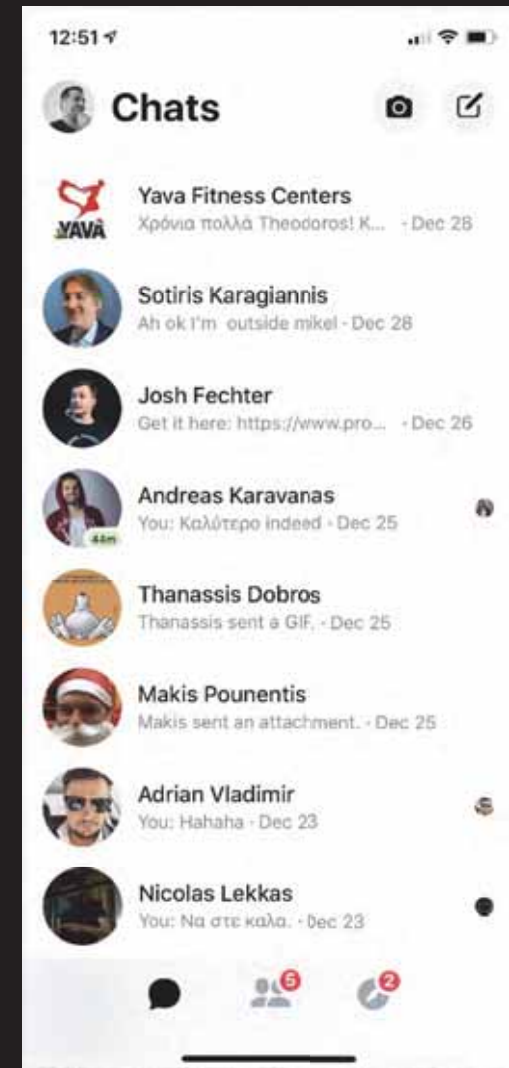 12:51
Chats
YAVA
Yava Fitness Centers
Χρόνια πολλά Theodoros! K... · Dec 28
Sotiris Karagiannis
Ah ok I'm outside mikel · Dec 28
Josh Fechter
Get it here: https://www.pro... · Dec 26
Andreas Karavanas
44m
You: Καλύτερο indeed · Dec 25
Thanassis Dobros
Thanassis sent a GIF. · Dec 25
Makis Pounentis
Makis sent an attachment. · Dec 25
Adrian Vladimir
You: Hahaha · Dec 23
Nicolas Lekkas
You: Να στε καλα. · Dec 23
5
2